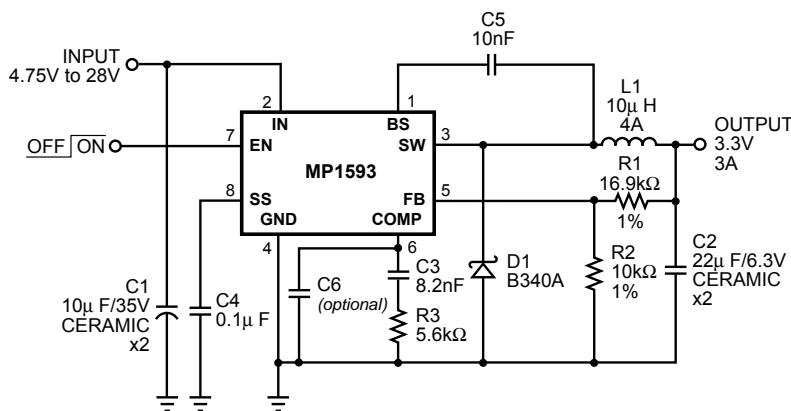 C5
10nF
INPUT
4.75V to 28V
L1
10μ H
4A
2
1
IN
BS
OUTPUT
3.3V
3A
OFF ON
7
EN
SW
3
MP1593
R1
16.9kΩ
1%
8
SS
FB
5
GND
COMP
4
6
C3
8.2nF
C6
(optional)
D1
B340A
R2
10kΩ
1%
C2
22μ F/6.3V
CERAMIC
x2
C1
10μ F/35V
CERAMIC
x2
C4
0.1μ F
R3
5.6kΩ